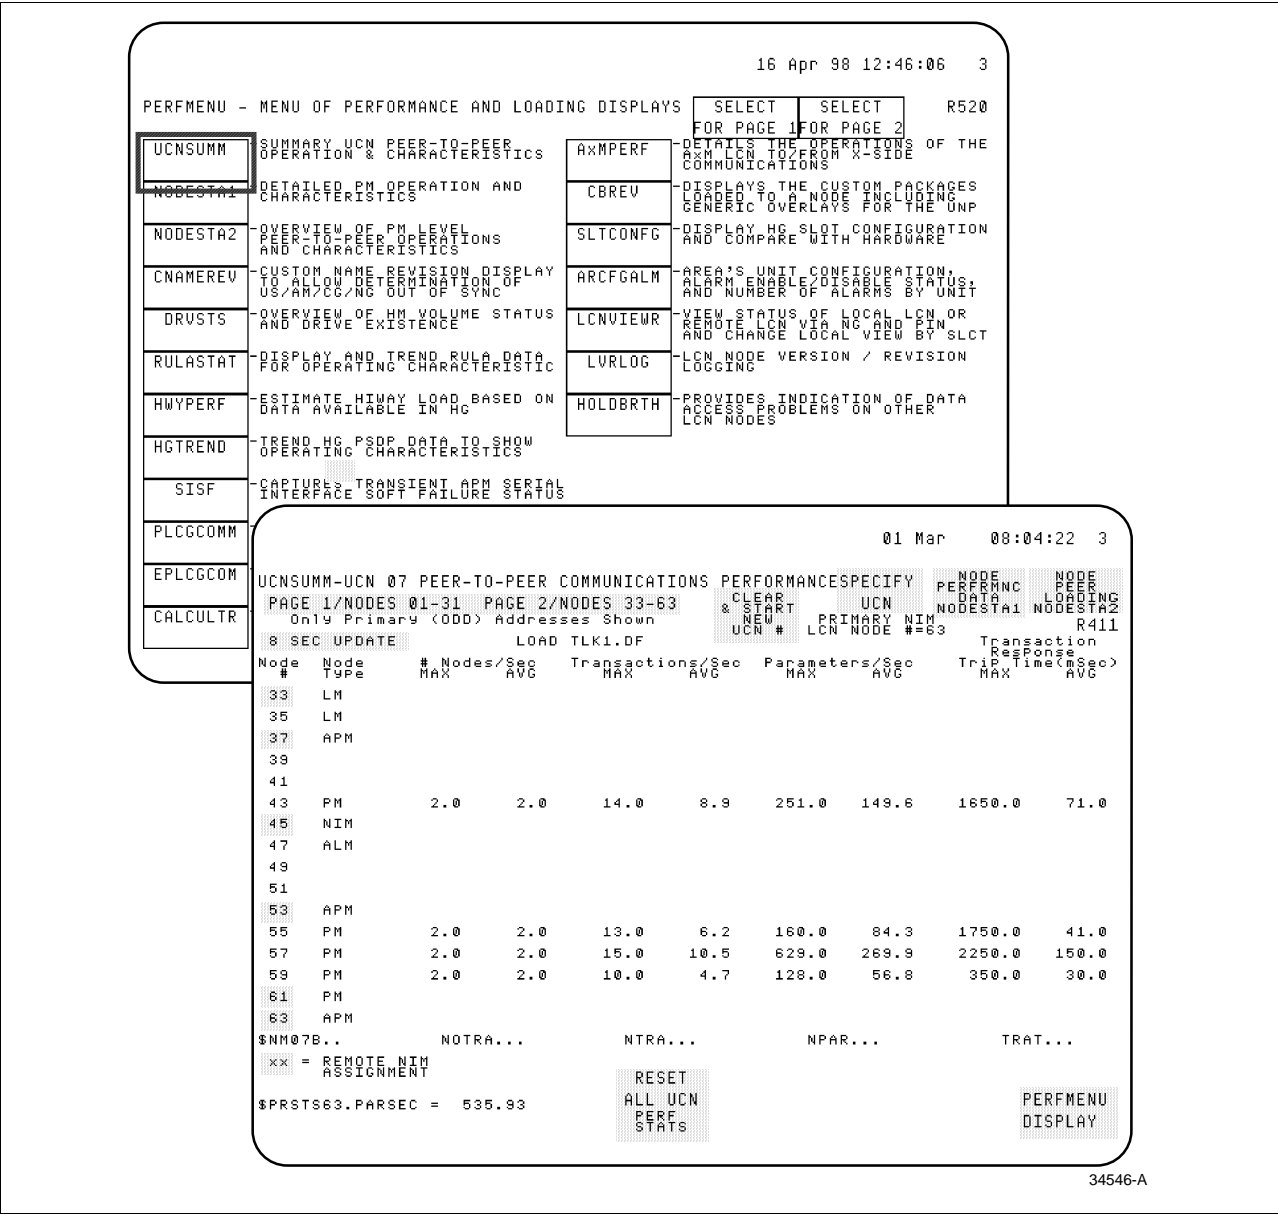 16 Apr 98 12:46:06 3
PERFMENU - MENU OF PERFORMANCE AND LOADING DISPLAYS
SELECT FOR PAGE 1
SELECT FOR PAGE 2
R520
UCNSUMM
-SUMMARY UCN PEER-TO-PEER
OPERATION & CHARACTERISTICS
NODESTA1
-DETAILED PM OPERATION AND
CHARACTERISTICS
NODESTA2
-OVERVIEW OF PM LEVEL
PEER-TO-PEER OPERATIONS
AND CHARACTERISTICS
CNAMEREV
-CUSTOM NAME REVISION DISPLAY
TO ALLOW DETERMINATION OF
US/AM/CG/NG OUT OF SYNC
DRVSTS
-OVERVIEW OF HM VOLUME STATUS
AND DRIVE EXISTENCE
RULASTAT
-DISPLAY AND TREND RULA DATA
FOR OPERATING CHARACTERISTIC
HWYPERF
-ESTIMATE HIWAY LOAD BASED ON
DATA AVAILABLE IN HG
HGTREND
-TREND HG PSDP DATA TO SHOW
OPERATING CHARACTERISTICS
SISF
-CAPTURES TRANSIENT APM SERIAL
INTERFACE SOFT FAILURE STATUS
PLCGCOMM
EPLCGCOM
CALCULTR
AXMPERF
-DETAILS THE OPERATIONS OF THE
AXM LCN TO/FROM X-SIDE
COMMUNICATIONS
CBREV
-DISPLAYS THE CUSTOM PACKAGES
LOADED TO A NODE INCLUDING
GENERIC OVERLAYS FOR THE UNP
SLTCONFG
-DISPLAY HG SLOT CONFIGURATION
AND COMPARE WITH HARDWARE
ARCFGALM
-AREA'S UNIT CONFIGURATION,
ALARM ENABLE/DISABLE STATUS,
AND NUMBER OF ALARMS BY UNIT
LCNVIEWR
-VIEW STATUS OF LOCAL LCN OR
REMOTE LCN VIA NG AND PIN
AND CHANGE LOCAL VIEW BY SLCT
LVRLOG
-LCN NODE VERSION / REVISION
LOGGING
HOLDBRTH
-PROVIDES INDICATION OF DATA
ACCESS PROBLEMS ON OTHER
LCN NODES
01 Mar 08:04:22 3
UCNSUMM-UCN 07 PEER-TO-PEER COMMUNICATIONS PERFORMANCE
SPECIFY UCN
NODE PERFRMNC DATA NODESTA1
NODE PEER LOADING NODESTA2
PAGE 1/NODES 01-31 PAGE 2/NODES 33-63
CLEAR & START NEW UCN #
Only Primary (ODD) Addresses Shown
PRIMARY NIM
LCN NODE #=63
R411
8 SEC UPDATE LOAD TLK1.DF
Node # Node Type # Nodes/Sec Transactions/Sec Parameters/Sec Transaction Response Trip Time(mSec)
MAX AVG MAX AVG MAX AVG MAX AVG
33 LM
35 LM
37 APM
39
41
43 PM 2.0 2.0 14.0 8.9 251.0 149.6 1650.0 71.0
45 NIM
47 ALM
49
51
53 APM
55 PM 2.0 2.0 13.0 6.2 160.0 84.3 1750.0 41.0
57 PM 2.0 2.0 15.0 10.5 629.0 269.9 2250.0 150.0
59 PM 2.0 2.0 10.0 4.7 128.0 56.8 350.0 30.0
61 PM
63 APM
$NM07B.. NOTRA... NTRA... NPAR... TRAT...
xx = REMOTE NIM
ASSIGNMENT
$PRSTS63.PARSEC = 535.93
RESET
ALL UCN
PERF
STATS
PERFMENU
DISPLAY
34546-A